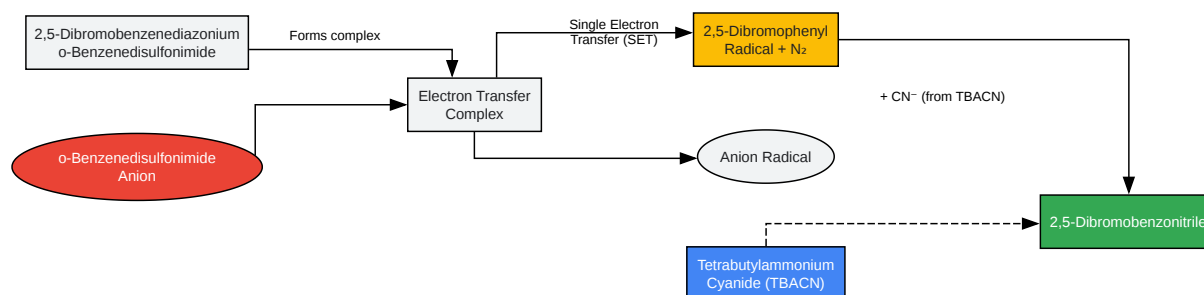 2,5-Dibromobenzenediazonium
o-Benzenedisulfonimide
Forms complex
Single Electron
Transfer (SET)
2,5-Dibromophenyl
Radical + N₂
+ CN⁻ (from TBACN)
Electron Transfer
Complex
o-Benzenedisulfonimide
Anion
Anion Radical
2,5-Dibromobenzonitrile
Tetrabutylammonium
Cyanide (TBACN)